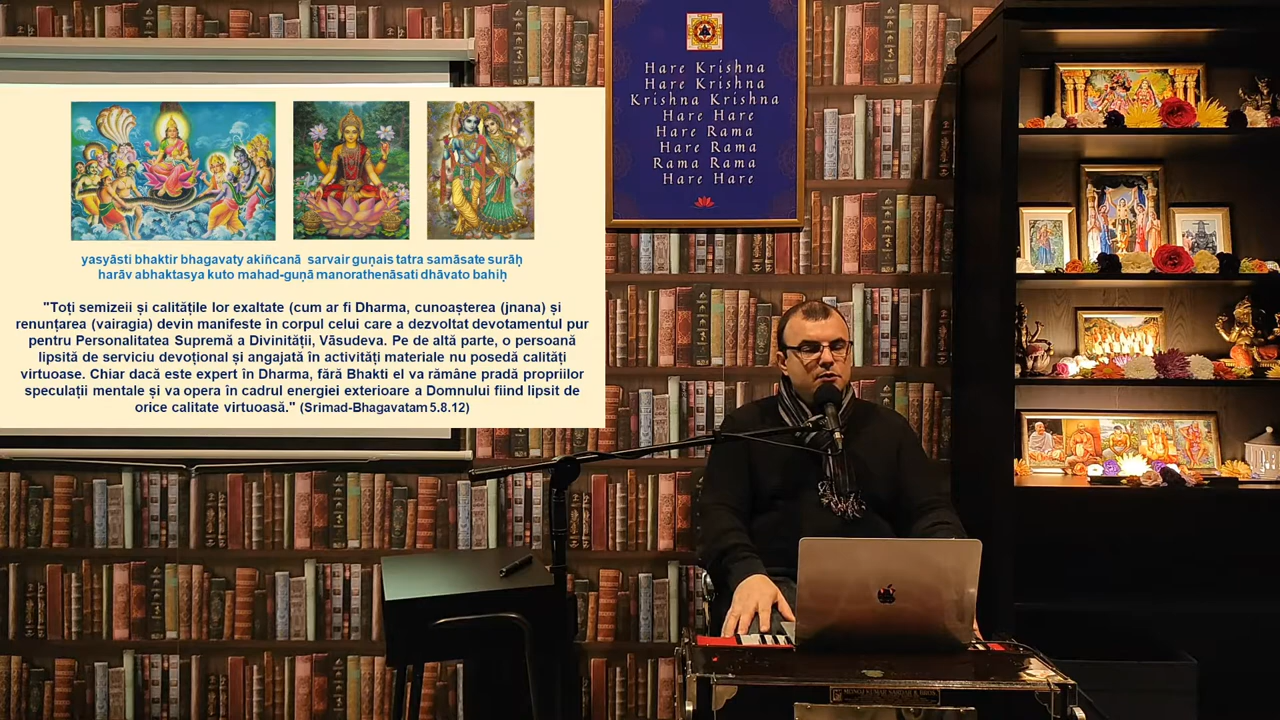 yasyāsti bhaktir bhagavaty akiñcanā sarvair guṇais tatra samāsate surāḥ
harāv abhaktasya kuto mahad-guṇā manorathenāsati dhāvato bahiḥ
"Toți semizeii și calitățile lor exaltate (cum ar fi Dharma, cunoașterea (jnana) și
renunțarea (vairagia) devin manifeste în corpul celui care a dezvoltat devotamentul pur
pentru Personalitatea Supremă a Divinității, Vāsudeva. Pe de altă parte, o persoană
lipsită de serviciu devoțional și angajată în activități materiale nu posedă calități
virtuoase. Chiar dacă este expert în Dharma, fără Bhakti el va rămâne pradă propriilor
speculații mentale și va opera în cadrul energiei exterioare a Domnului fiind lipsit de
orice calitate virtuoasă." (Srimad-Bhagavatam 5.8.12)
Hare Krishna
Hare Krishna
Krishna Krishna
Hare Hare
Hare Rama
Hare Rama
Rama Rama
Hare Hare